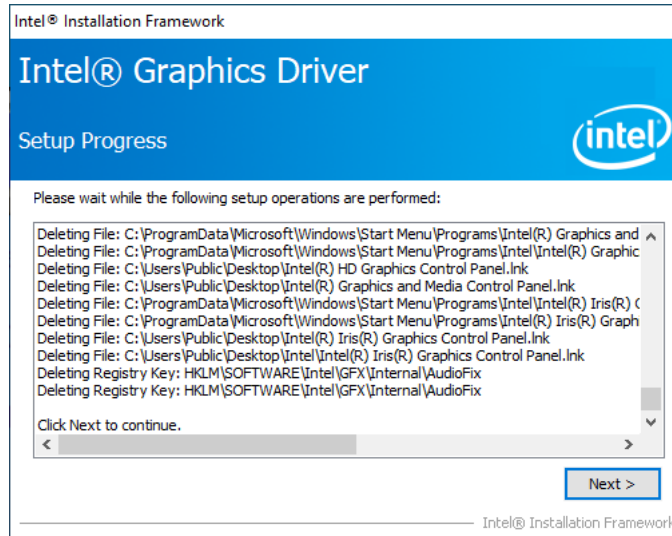 Intel® Installation Framework
Intel® Graphics Driver
Setup Progress
intel
Please wait while the following setup operations are performed:
Deleting File: C:\ProgramData\Microsoft\Windows\Start Menu\Programs\Intel(R) Graphics and
Deleting File: C:\ProgramData\Microsoft\Windows\Start Menu\Programs\Intel\Intel(R) Graphic
Deleting File: C:\Users\Public\Desktop\Intel(R) HD Graphics Control Panel.lnk
Deleting File: C:\Users\Public\Desktop\Intel(R) Graphics and Media Control Panel.lnk
Deleting File: C:\ProgramData\Microsoft\Windows\Start Menu\Programs\Intel\Intel(R) Iris(R) G
Deleting File: C:\ProgramData\Microsoft\Windows\Start Menu\Programs\Intel(R) Iris(R) Graphi
Deleting File: C:\Users\Public\Desktop\Intel(R) Iris(R) Graphics Control Panel.lnk
Deleting File: C:\Users\Public\Desktop\Intel\Intel(R) Iris(R) Graphics Control Panel.lnk
Deleting Registry Key: HKLM\SOFTWARE\Intel\GFX\Internal\AudioFix
Deleting Registry Key: HKLM\SOFTWARE\Intel\GFX\Internal\AudioFix
Click Next to continue.
Next >
Intel® Installation Framework